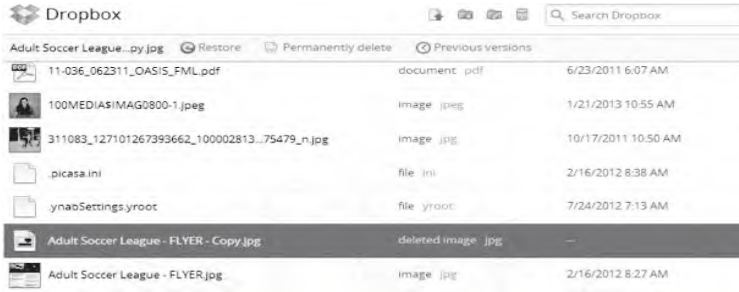 Dropbox Search Dropbox
Adult Soccer League...py.jpg Restore Permanently delete Previous versions
11-036_062311_OASIS_FML.pdf document pdf 6/23/2011 6:07 AM
100MEDIA$IMAG0800-1.jpeg image jpeg 1/21/2013 10:55 AM
311083_127101267393662_100002813...75479_n.jpg image jpg 10/17/2011 10:50 AM
.picasa.ini file ini 2/16/2012 8:38 AM
.ynabSettings.yroot file yroot 7/24/2012 7:13 AM
Adult Soccer League - FLYER - Copy.jpg deleted image jpg --
Adult Soccer League - FLYER.jpg image jpg 2/16/2012 8:27 AM